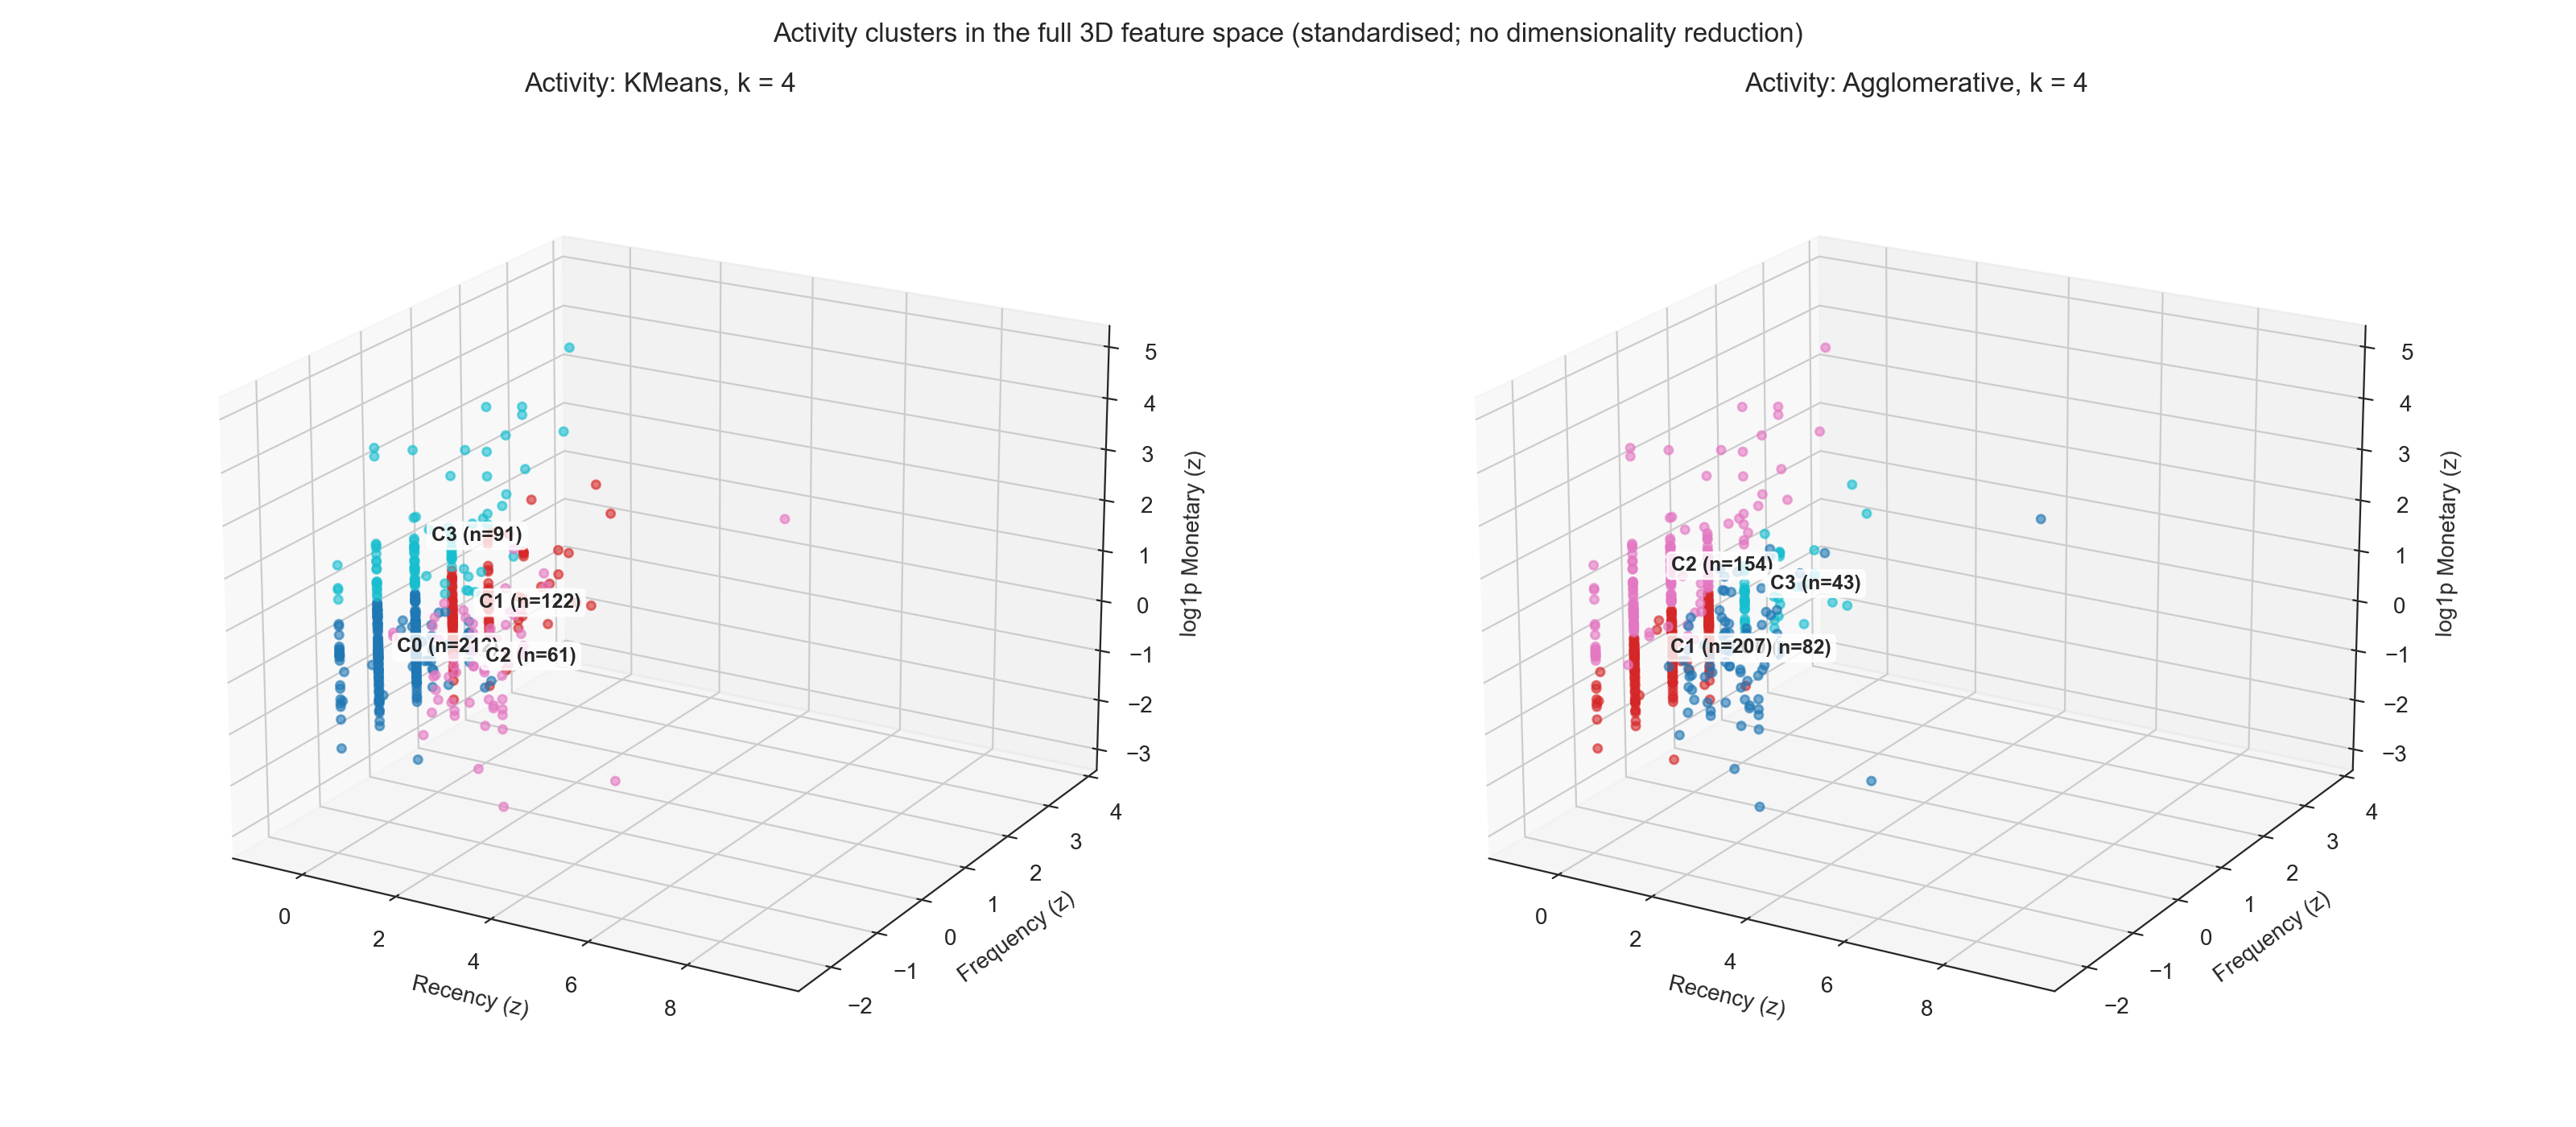 Activity clusters in the full 3D feature space (standardised; no dimensionality reduction)
Activity: KMeans, k = 4
Activity: Agglomerative, k = 4
C3 (n=91)
C1 (n=122)
C0 (n=212)
C2 (n=61)
5
4
3
2
1
0
−1
−2
−3
log1p Monetary (z)
4
3
2
1
0
−1
−2
Frequency (z)
0
2
4
6
8
Recency (z)
C2 (n=154)
C3 (n=43)
C1 (n=207)
n=82)
5
4
3
2
1
0
−1
−2
−3
log1p Monetary (z)
4
3
2
1
0
−1
−2
Frequency (z)
0
2
4
6
8
Recency (z)